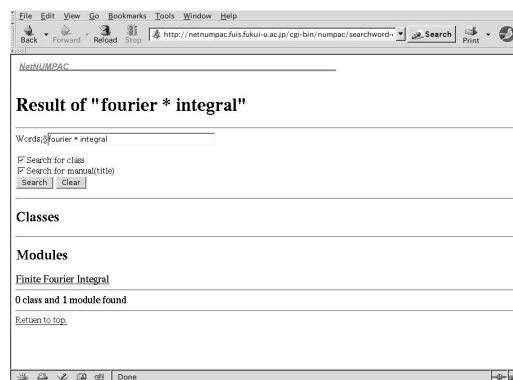 File Edit View Go Bookmarks Tools Window Help
Back Forward Reload Stop http://netnumpac.fuis.fukui-u.ac.jp/cgi-bin/numpac/searchword- Search Print
NetNUMPAC
Result of "fourier * integral"
Words¡§fourier * integral
Search for class
Search for manual(title)
Search Clear
Classes
Modules
Finite Fourier Integral
0 class and 1 module found
Retuen to top.
Done